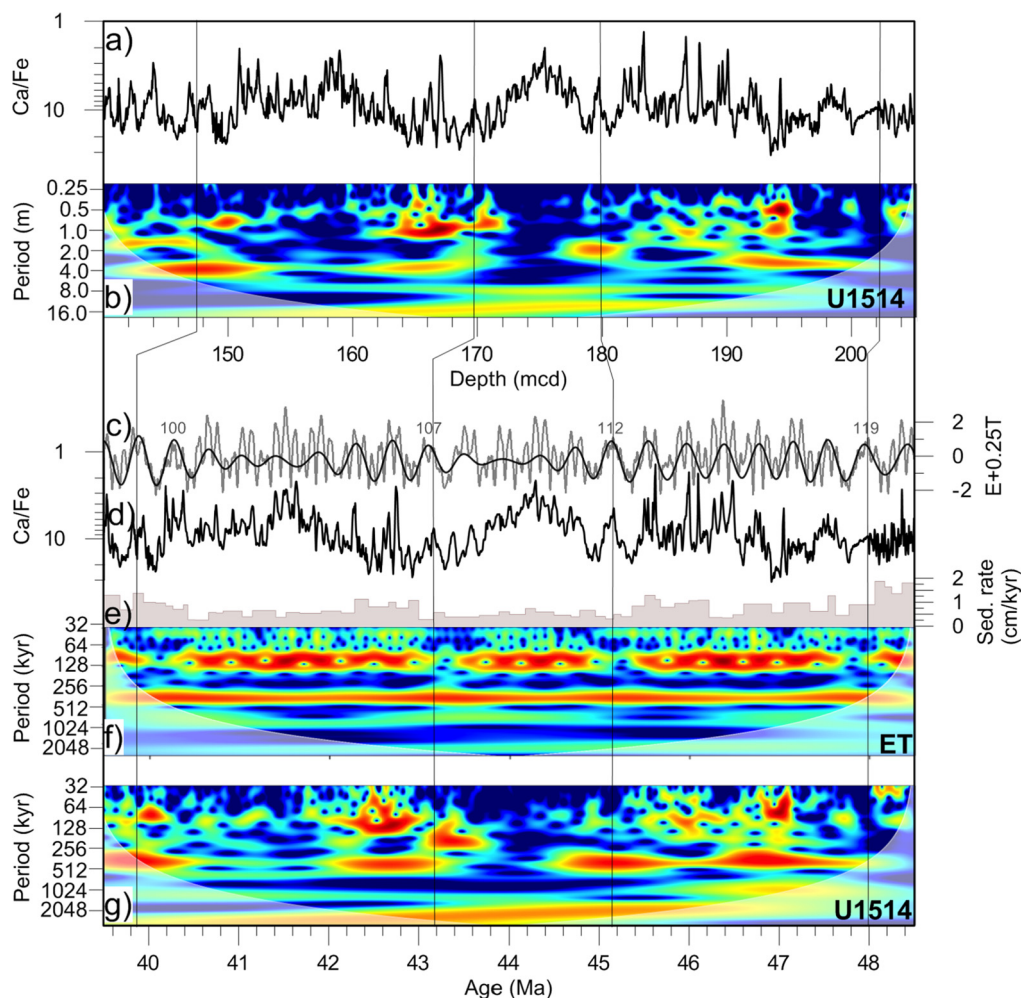 a)
Ca/Fe
1
10
Period (m)
0.25
0.5
1.0
2.0
4.0
8.0
16.0
b)
U1514
150 160 170 180 190 200
Depth (mcd)
c)
100 107 112 119
2
0
-2
E+0.25T
Ca/Fe
1
10
d)
e)
2
1
0
Sed. rate
(cm/kyr)
Period (kyr)
32
64
128
256
512
1024
2048
f)
ET
Period (kyr)
32
64
128
256
512
1024
2048
g)
U1514
40 41 42 43 44 45 46 47 48
Age (Ma)